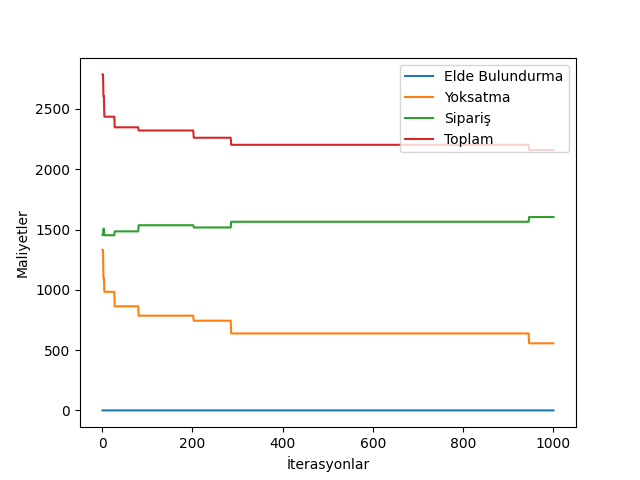 Elde Bulundurma
Yoksatma
Sipariş
Toplam
2500
2000
1500
1000
500
0
Maliyetler
0 200 400 600 800 1000
İterasyonlar